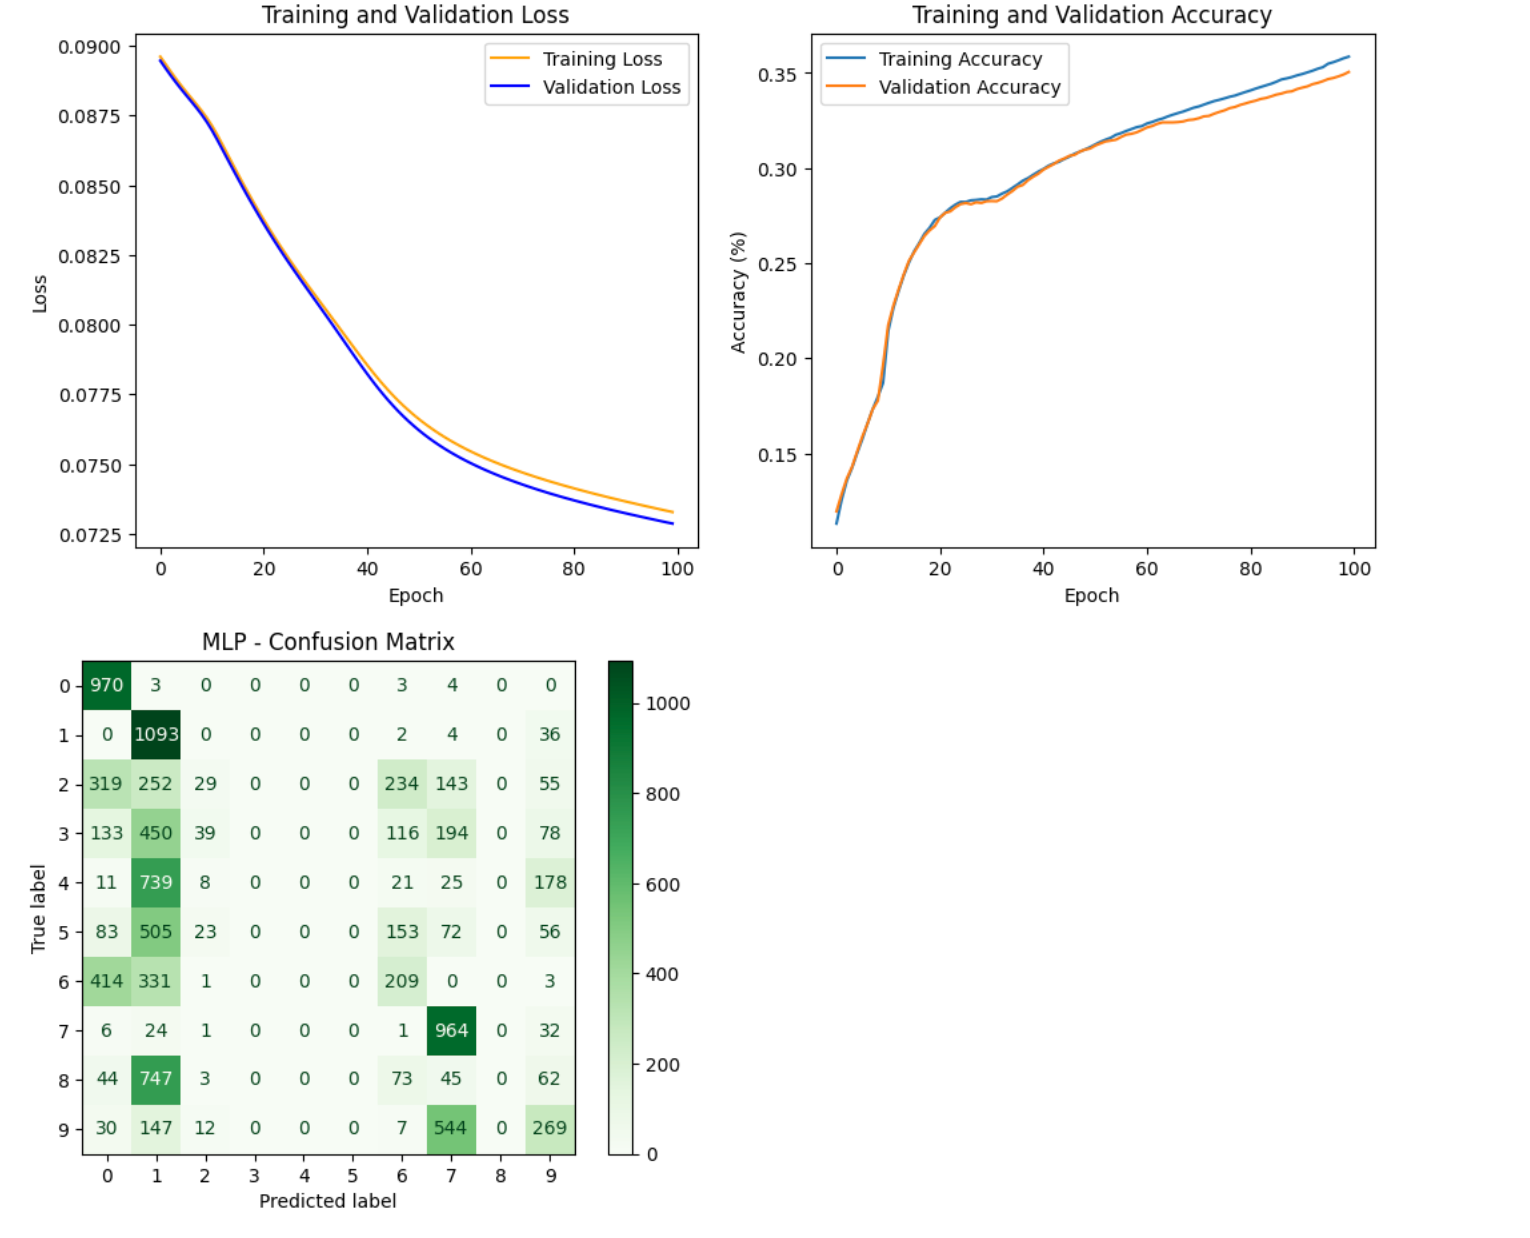 Training and Validation Loss
0.0900
0.0875
0.0850
0.0825
0.0800
0.0775
0.0750
0.0725
Loss
Training Loss
Validation Loss
0 20 40 60 80 100
Epoch
Training and Validation Accuracy
0.35
0.30
0.25
0.20
0.15
Accuracy (%)
Training Accuracy
Validation Accuracy
0 20 40 60 80 100
Epoch
MLP - Confusion Matrix
True label
0 970 3 0 0 0 0 3 4 0 0
1 0 1093 0 0 0 0 2 4 0 36
2 319 252 29 0 0 0 234 143 0 55
3 133 450 39 0 0 0 116 194 0 78
4 11 739 8 0 0 0 21 25 0 178
5 83 505 23 0 0 0 153 72 0 56
6 414 331 1 0 0 0 209 0 0 3
7 6 24 1 0 0 0 1 964 0 32
8 44 747 3 0 0 0 73 45 0 62
9 30 147 12 0 0 0 7 544 0 269
0 1 2 3 4 5 6 7 8 9
Predicted label
1000
800
600
400
200
0